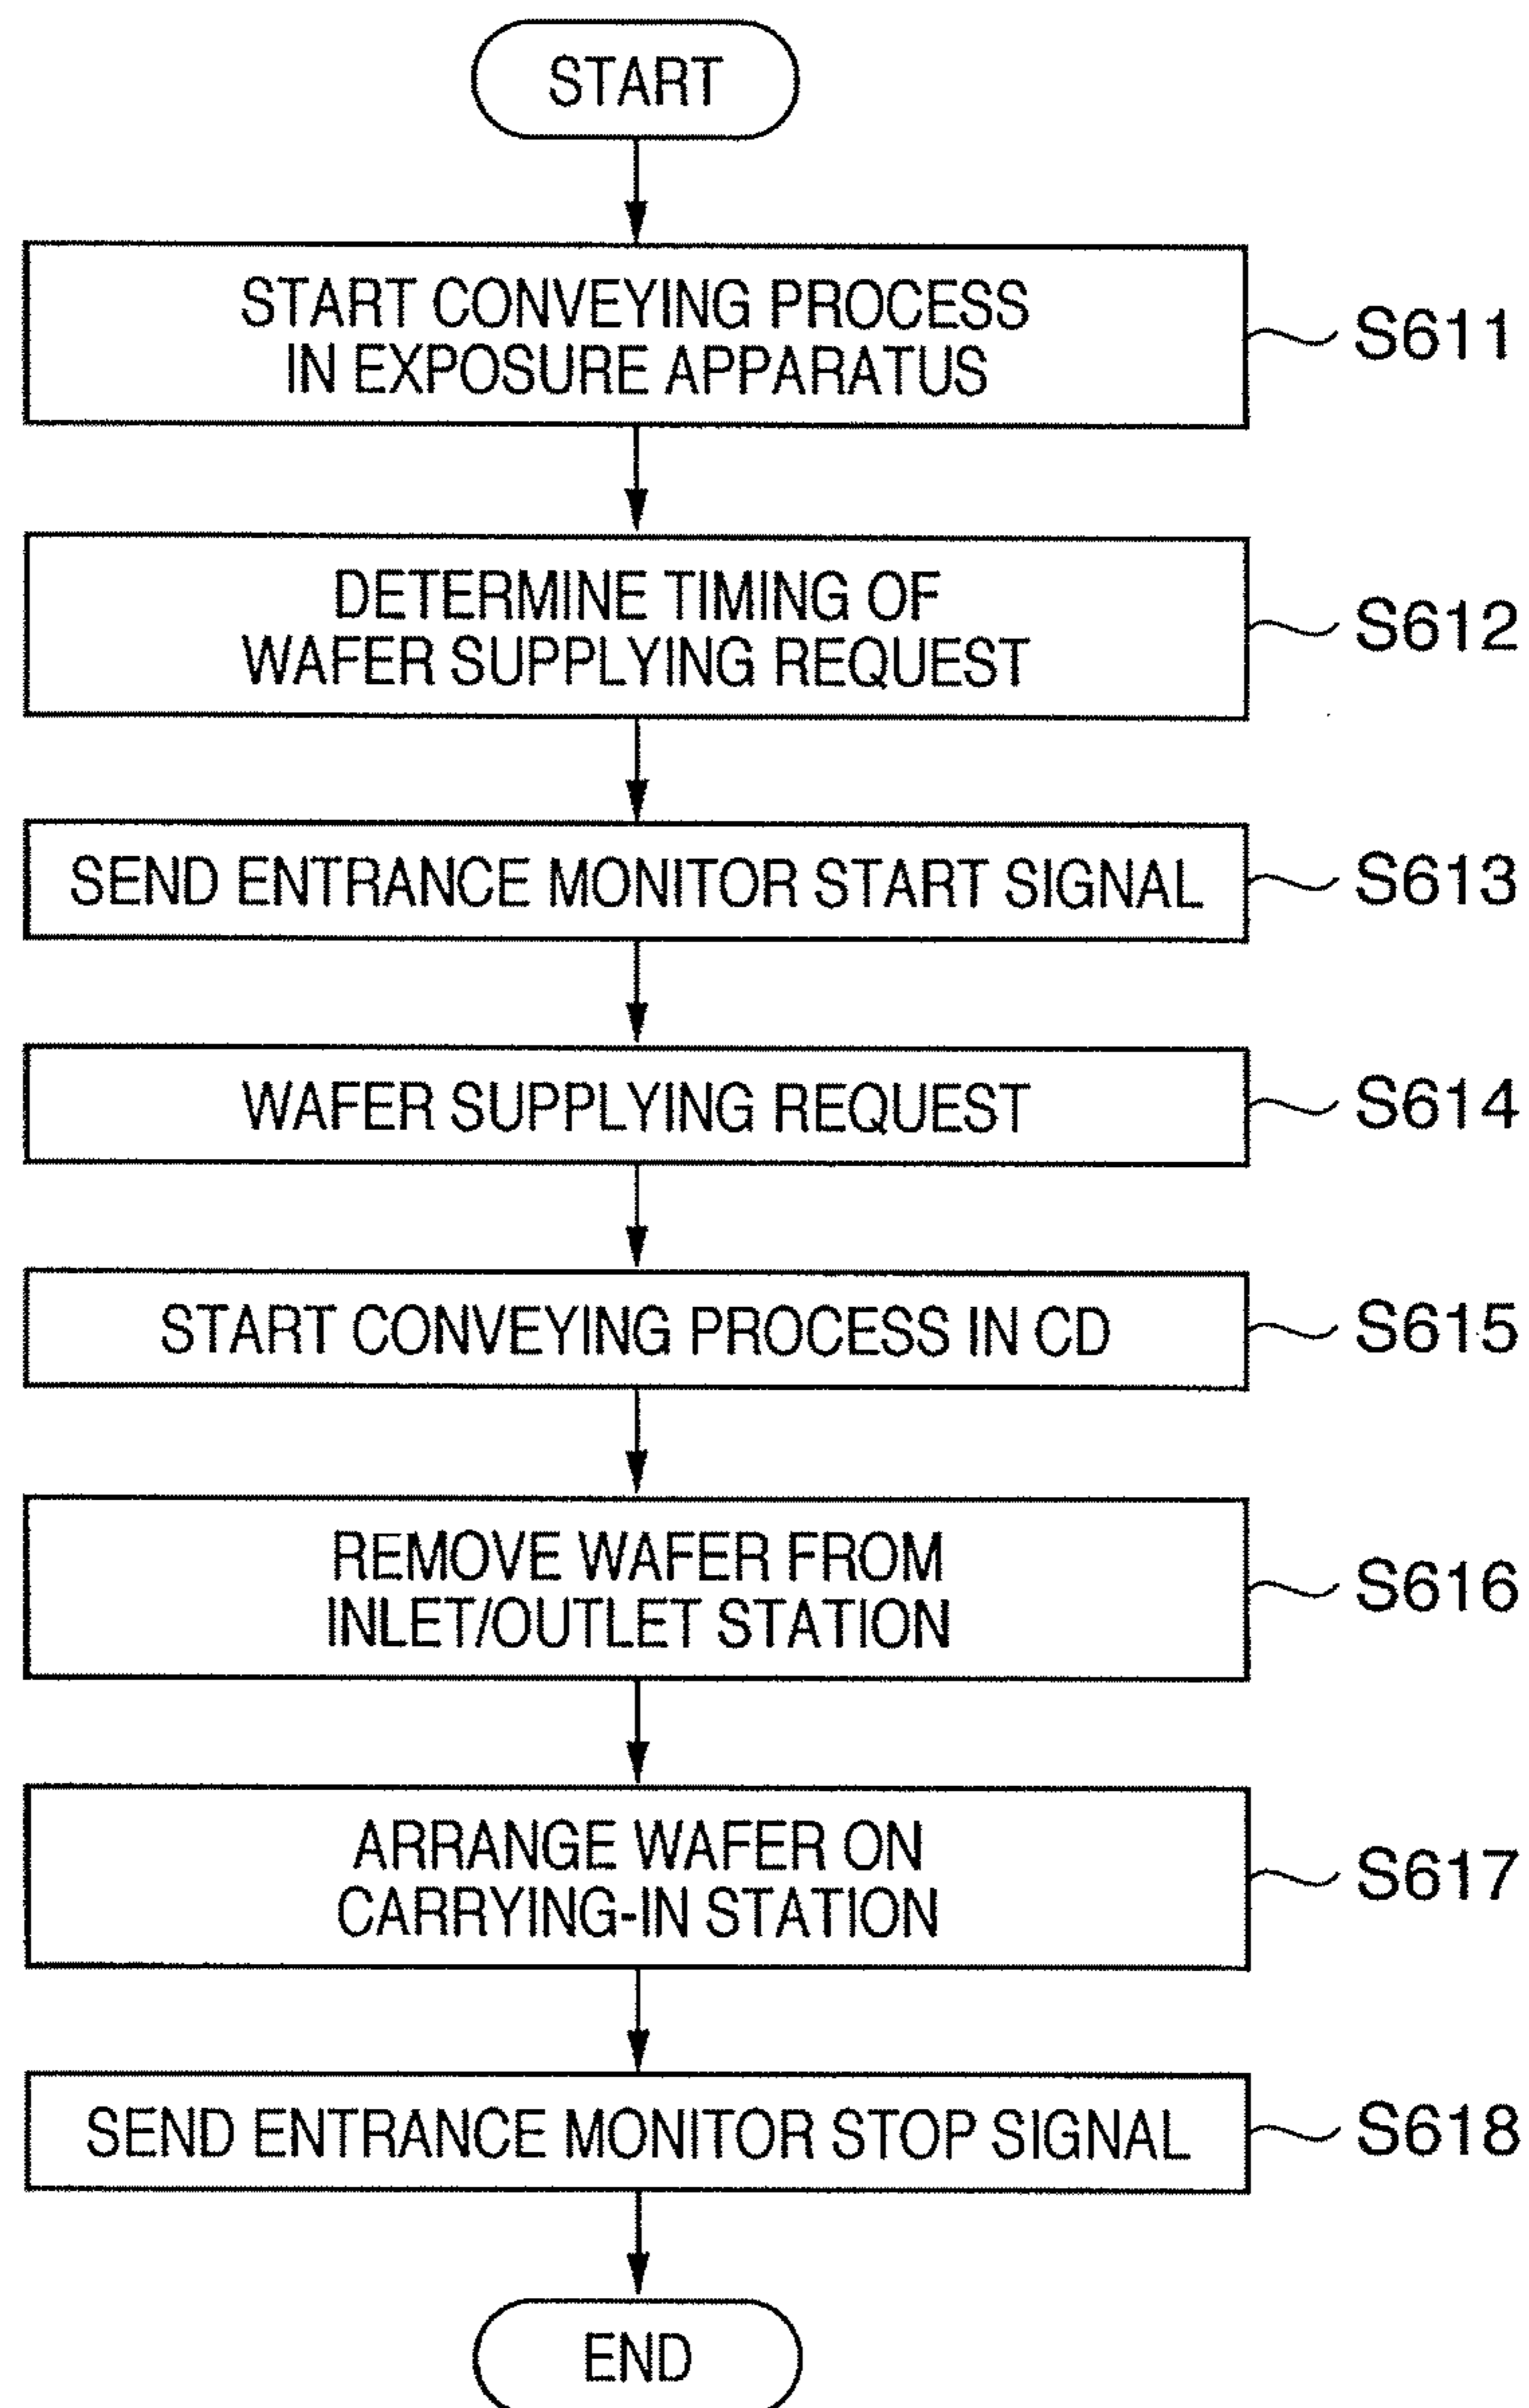 START
START CONVEYING PROCESS
IN EXPOSURE APPARATUS
S611
DETERMINE TIMING OF
WAFER SUPPLYING REQUEST
S612
SEND ENTRANCE MONITOR START SIGNAL
S613
WAFER SUPPLYING REQUEST
S614
START CONVEYING PROCESS IN CD
S615
REMOVE WAFER FROM
INLET/OUTLET STATION
S616
ARRANGE WAFER ON
CARRYING-IN STATION
S617
SEND ENTRANCE MONITOR STOP SIGNAL
S618
END